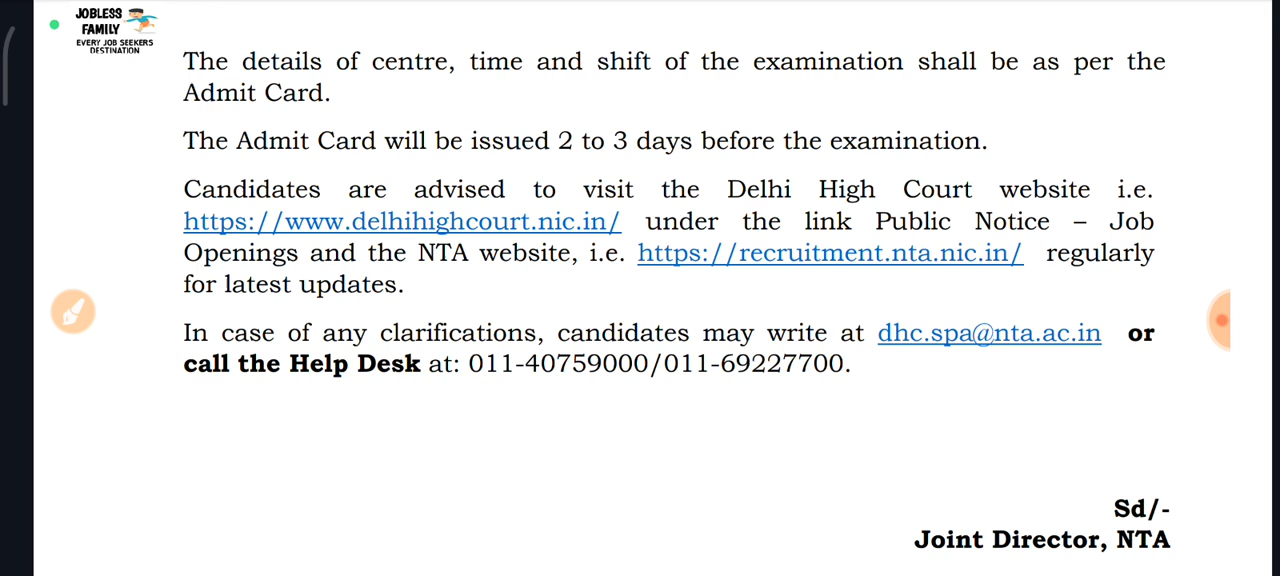 JOBLESS
FAMILY
EVERY JOB SEEKERS
DESTINATION
The details of centre, time and shift of the examination shall be as per the
Admit Card.
The Admit Card will be issued 2 to 3 days before the examination.
Candidates are advised to visit the Delhi High Court website i.e.
https://www.delhihighcourt.nic.in/ under the link Public Notice – Job
Openings and the NTA website, i.e. https://recruitment.nta.nic.in/ regularly
for latest updates.
In case of any clarifications, candidates may write at dhc.spa@nta.ac.in or
call the Help Desk at: 011-40759000/011-69227700.
Sd/-
Joint Director, NTA